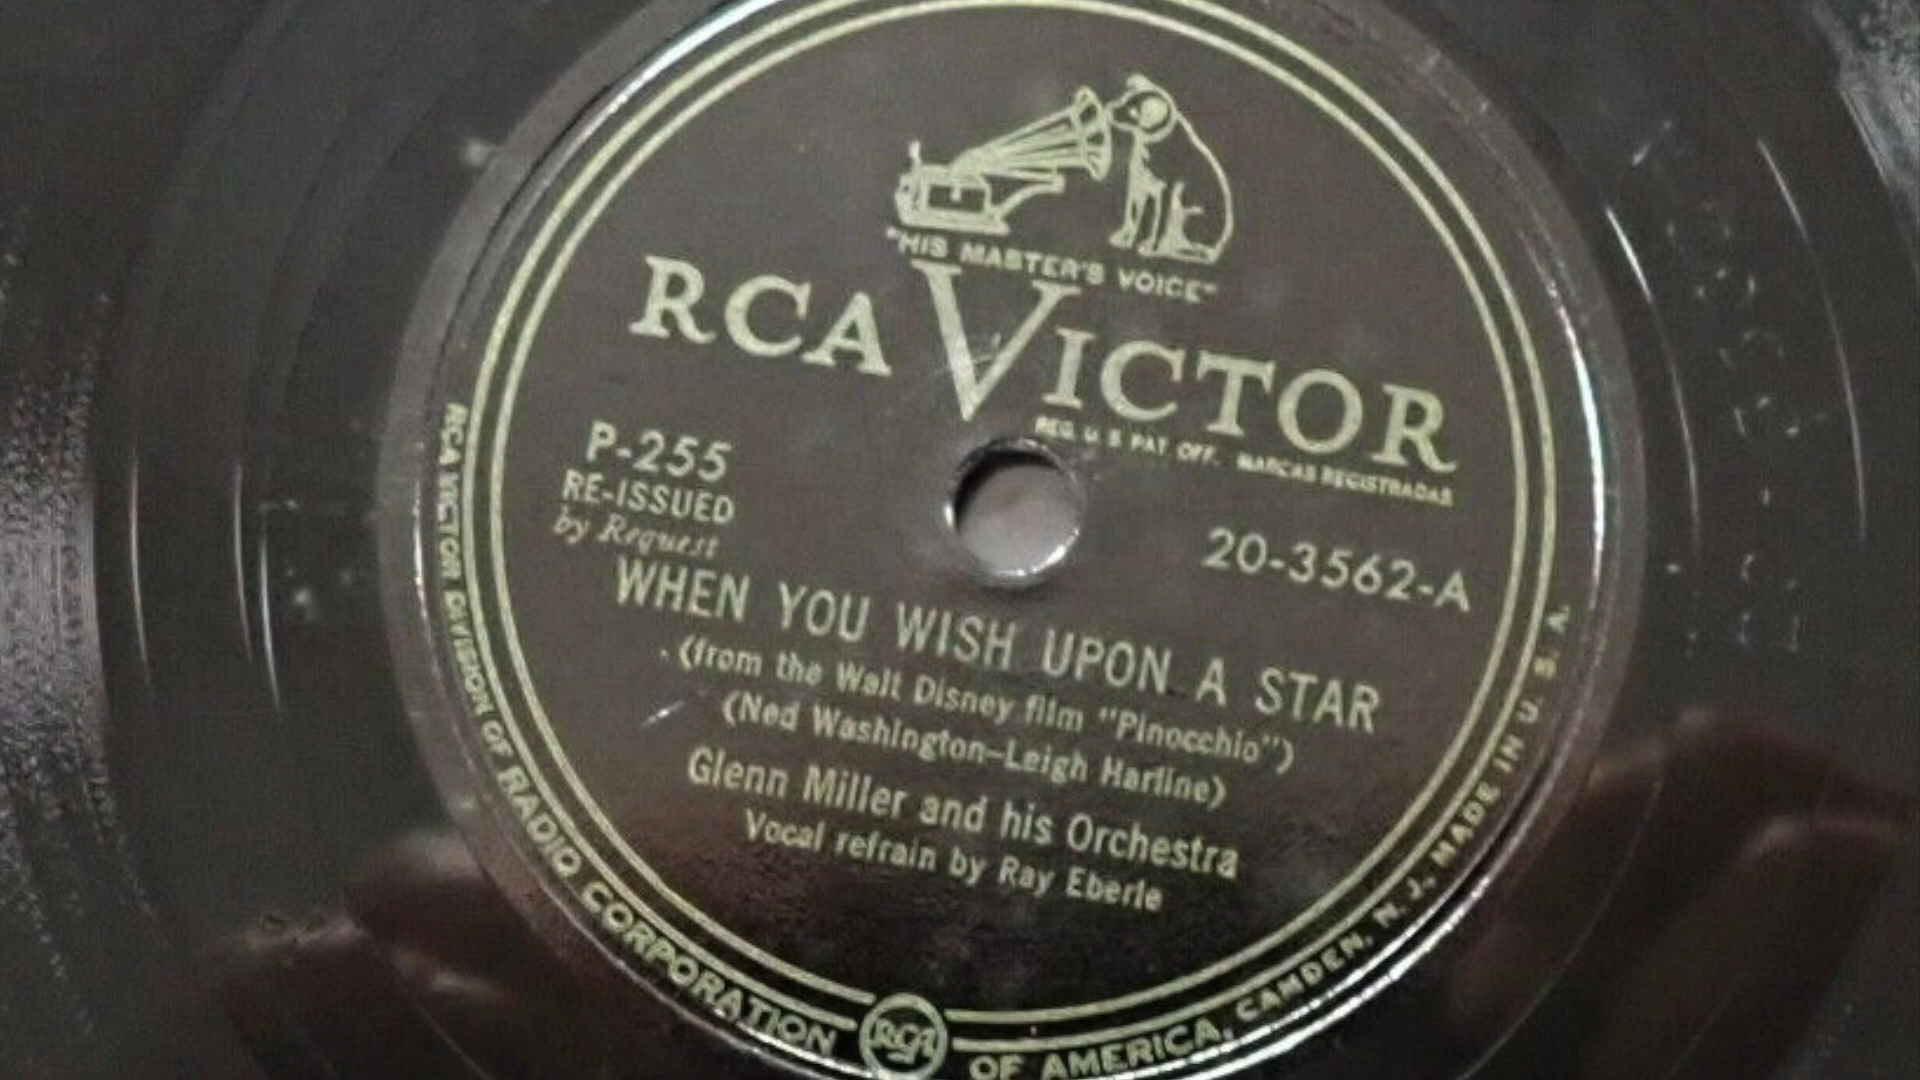 "HIS MASTER'S VOICE"
RCA VICTOR
REG. U. S. PAT. OFF. MARCAS REGISTRADAS
P-255
RE-ISSUED
by Request
20-3562-A
WHEN YOU WISH UPON A STAR
(from the Walt Disney film "Pinocchio")
(Ned Washington–Leigh Harline)
Glenn Miller and his Orchestra
Vocal refrain by Ray Eberle
RCA VICTOR DIVISION OF RADIO CORPORATION RCA OF AMERICA, CAMDEN, N. J., MADE IN U. S. A.